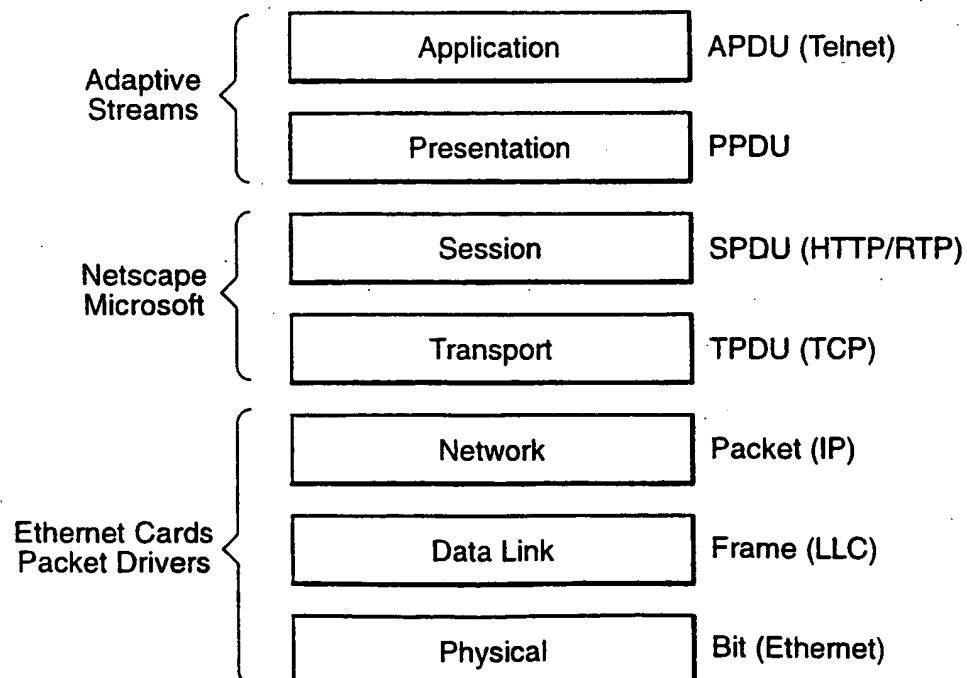 Application
APDU (Telnet)
Adaptive
Streams
Presentation
PPDU
Session
SPDU (HTTP/RTP)
Netscape
Microsoft
Transport
TPDU (TCP)
Network
Packet (IP)
Ethernet Cards
Packet Drivers
Data Link
Frame (LLC)
Physical
Bit (Ethernet)